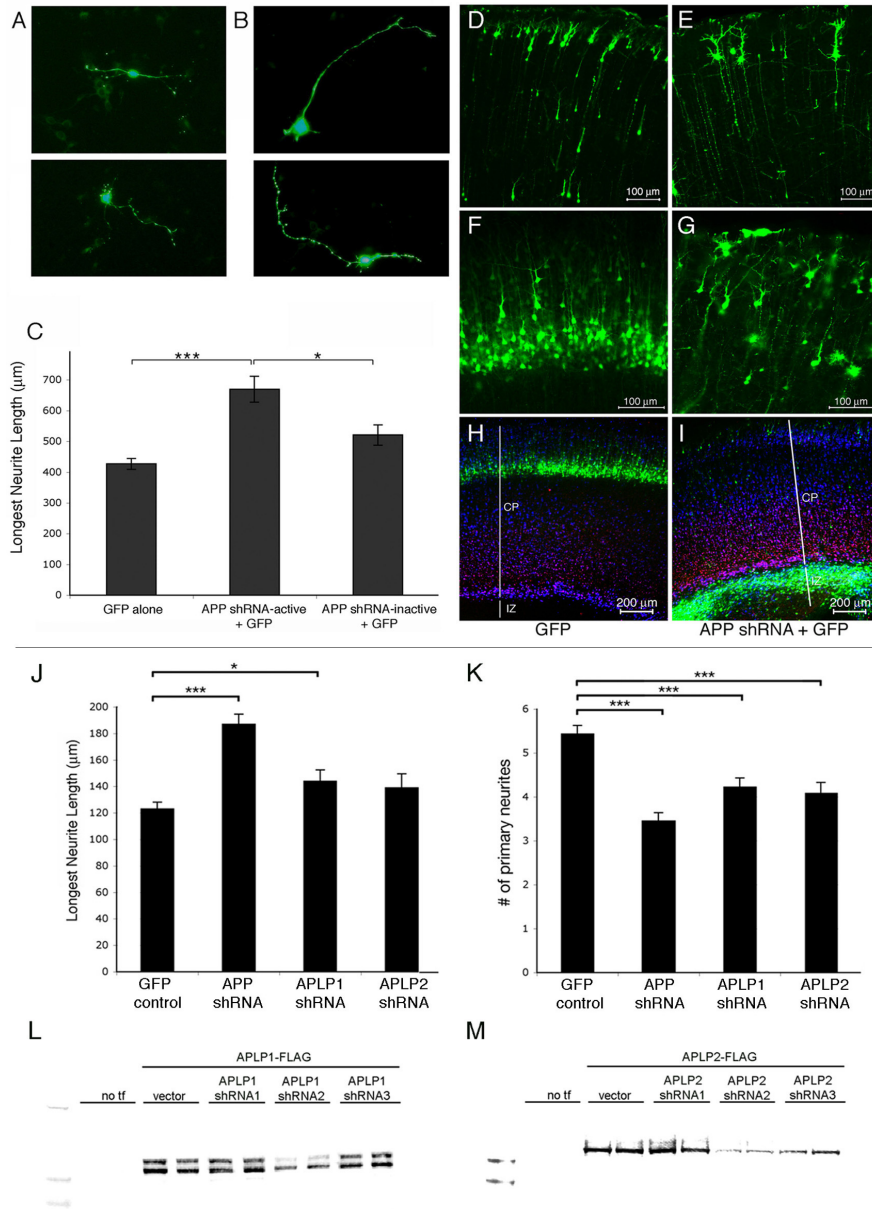 A
B
D
E
100 µm
100 µm
F
G
100 µm
100 µm
C
Longest Neurite Length (µm)
***
*
700
600
500
400
300
200
100
0
GFP alone
APP shRNA-active
+ GFP
APP shRNA-inactive
+ GFP
H
I
CP
CP
IZ
IZ
200 µm
200 µm
GFP
APP shRNA + GFP
J
Longest Neurite Length (µm)
*
***
200
180
160
140
120
100
80
60
40
20
0
GFP
control
APP
shRNA
APLP1
shRNA
APLP2
shRNA
K
# of primary neurites
***
***
***
6
5
4
3
2
1
0
GFP
control
APP
shRNA
APLP1
shRNA
APLP2
shRNA
L
APLP1-FLAG
no tf
vector
APLP1
shRNA1
APLP1
shRNA2
APLP1
shRNA3
M
APLP2-FLAG
no tf
vector
APLP2
shRNA1
APLP2
shRNA2
APLP2
shRNA3